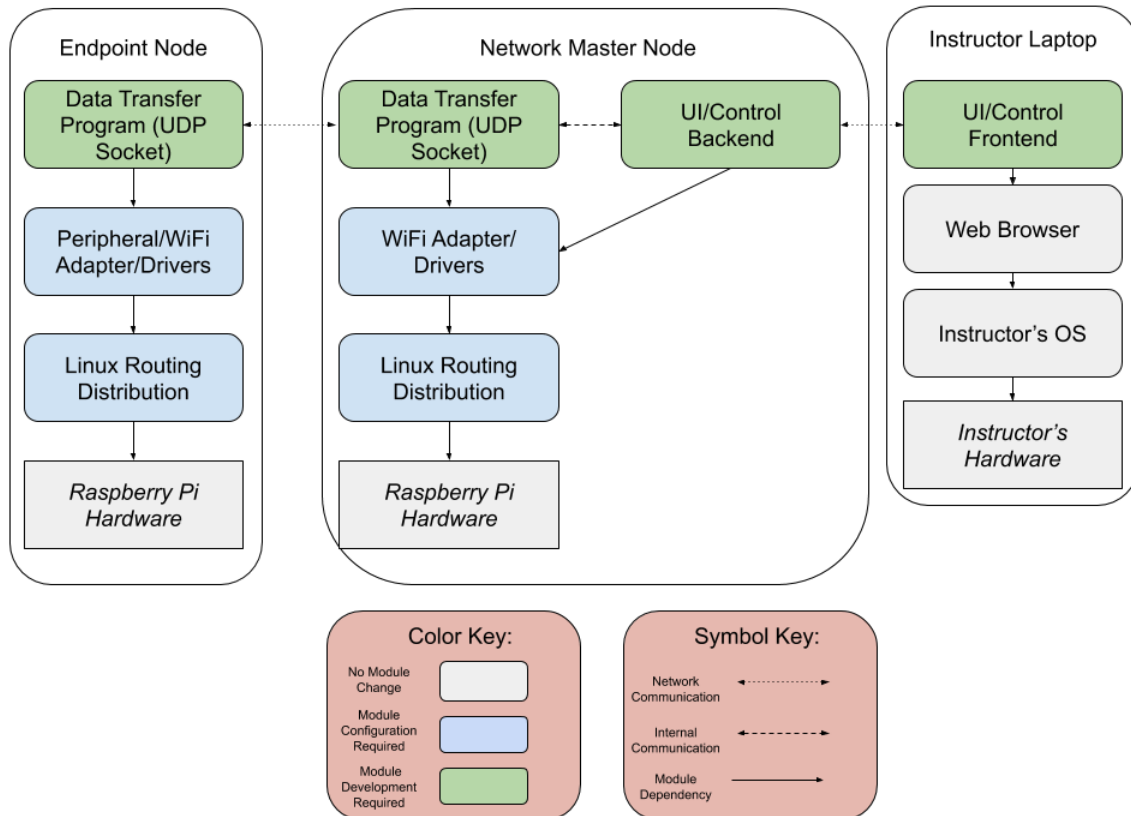 Endpoint Node
Data Transfer
Program (UDP
Socket)
Peripheral/WiFi
Adapter/Drivers
Linux Routing
Distribution
Raspberry Pi
Hardware
Network Master Node
Data Transfer
Program (UDP
Socket)
UI/Control
Backend
WiFi Adapter/
Drivers
Linux Routing
Distribution
Raspberry Pi
Hardware
Instructor Laptop
UI/Control
Frontend
Web Browser
Instructor’s OS
Instructor’s
Hardware
Color Key:
No Module
Change
Module
Configuration
Required
Module
Development
Required
Symbol Key:
Network
Communication
Internal
Communication
Module
Dependency